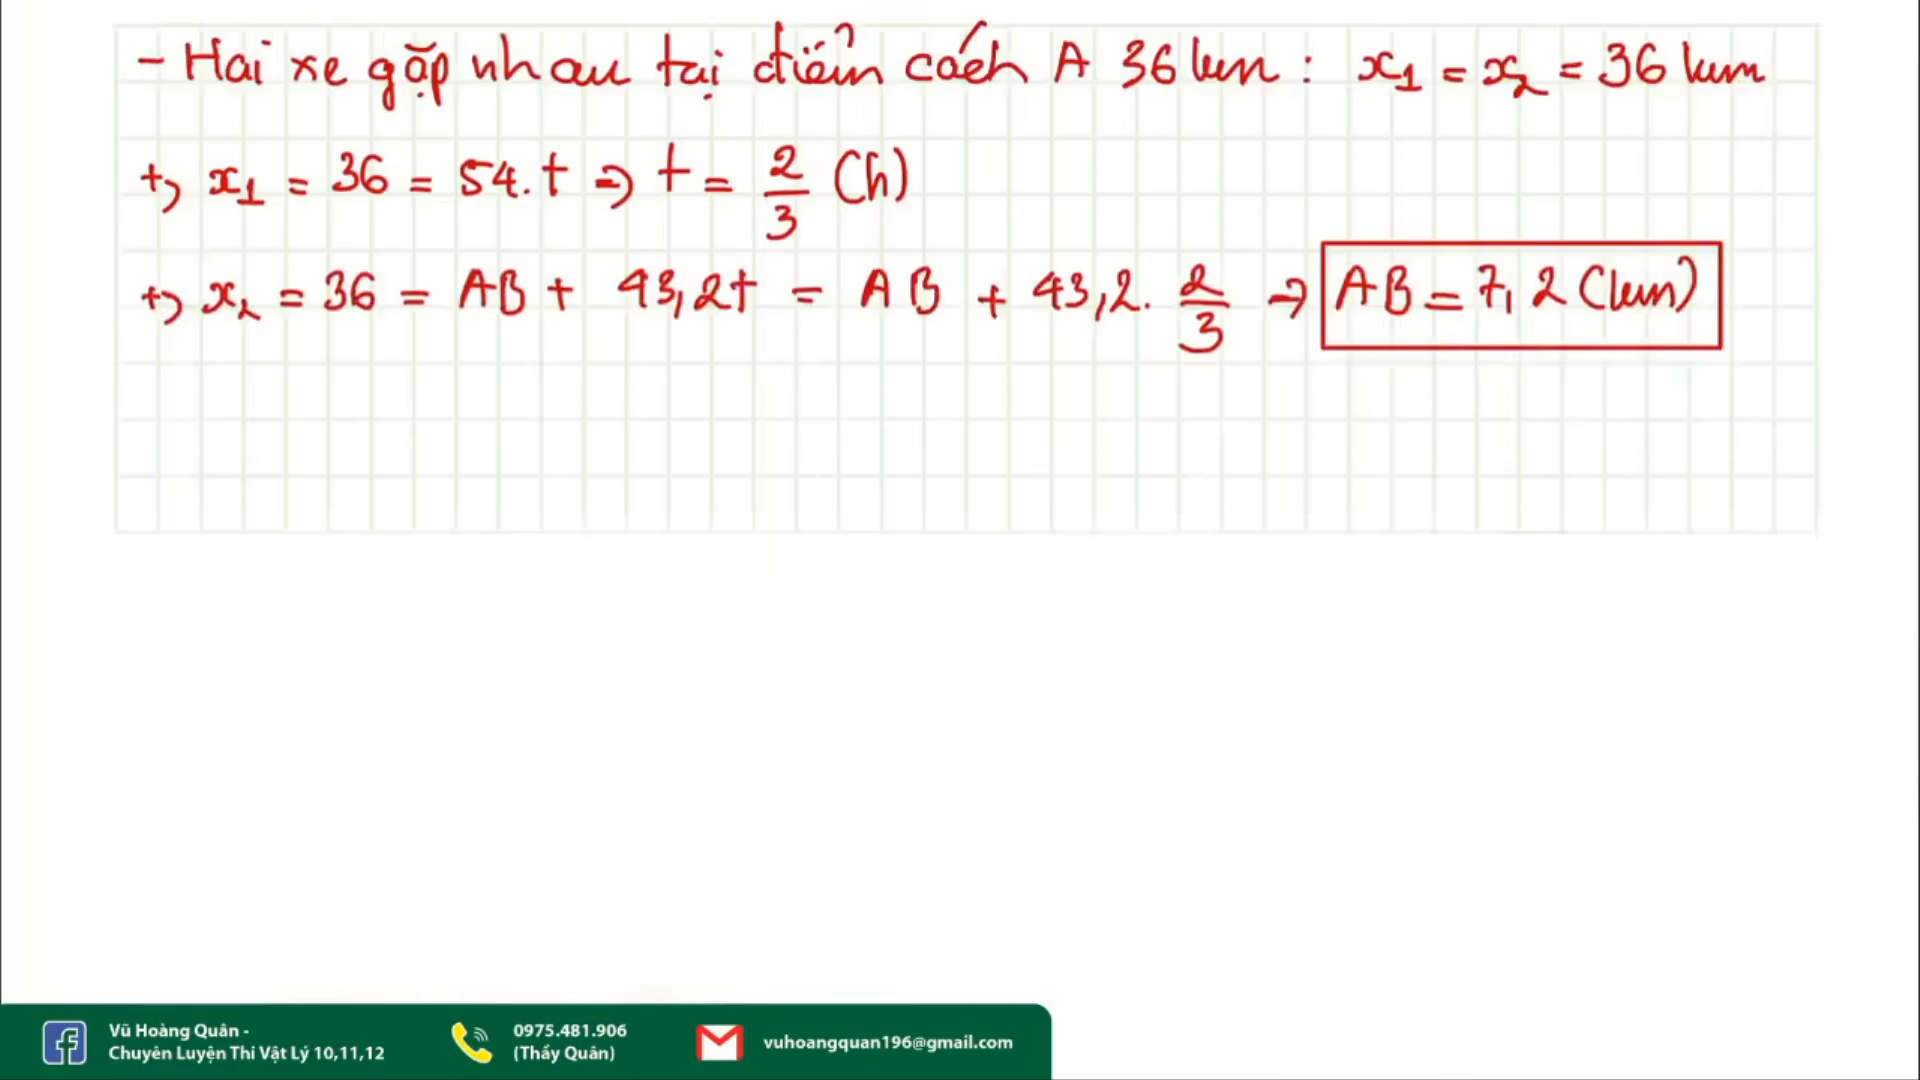 - Hai xe gặp nhau tại điểm cách A 36 km : x₁ = x₂ = 36 km
+, x₁ = 36 = 54.t => t = 2/3 (h)
+, x₂ = 36 = AB + 43,2t = AB + 43,2. 2/3 => AB = 7,2 (km)
Vũ Hoàng Quân -
Chuyên Luyện Thi Vật Lý 10,11,12
0975.481.906
(Thầy Quân)
vuhoangquan196@gmail.com